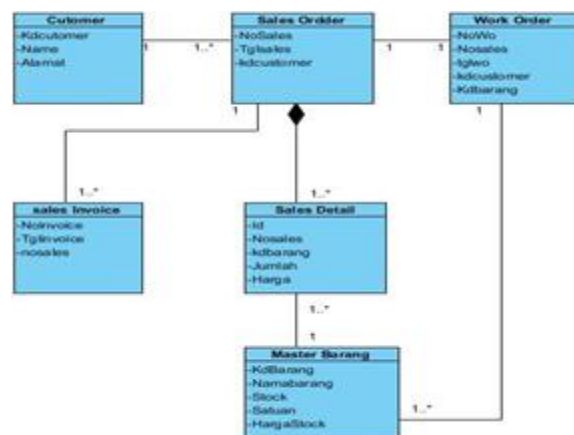 Cutomer
-Kdcutomer
-Name
-Alamat
1
1..*
Sales Ordder
-NoSales
-Tglsales
-kdcustomer
1
1
Work Order
-NoWo
-Nosales
-tglwo
-kdcustomer
-Kdbarang
1
1
1..*
sales Invoice
-Noinvoice
-Tglinvoice
-nosales
1..*
Sales Detail
-Id
-Nosales
-kdbarang
-Jumlah
-Harga
1..*
1
Master Barang
-KdBarang
-Namabarang
-Stock
-Satuan
-HargaStock
1..*